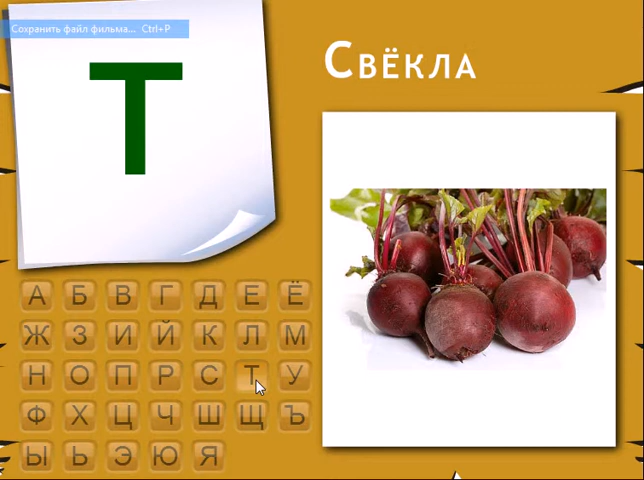 Сохранить файл фильма... Ctrl+P
Т
Свёкла
А Б В Г Д Е Ё
Ж З И Й К Л М
Н О П Р С Т У
Ф Х Ц Ч Ш Щ Ъ
Ы Ь Э Ю Я